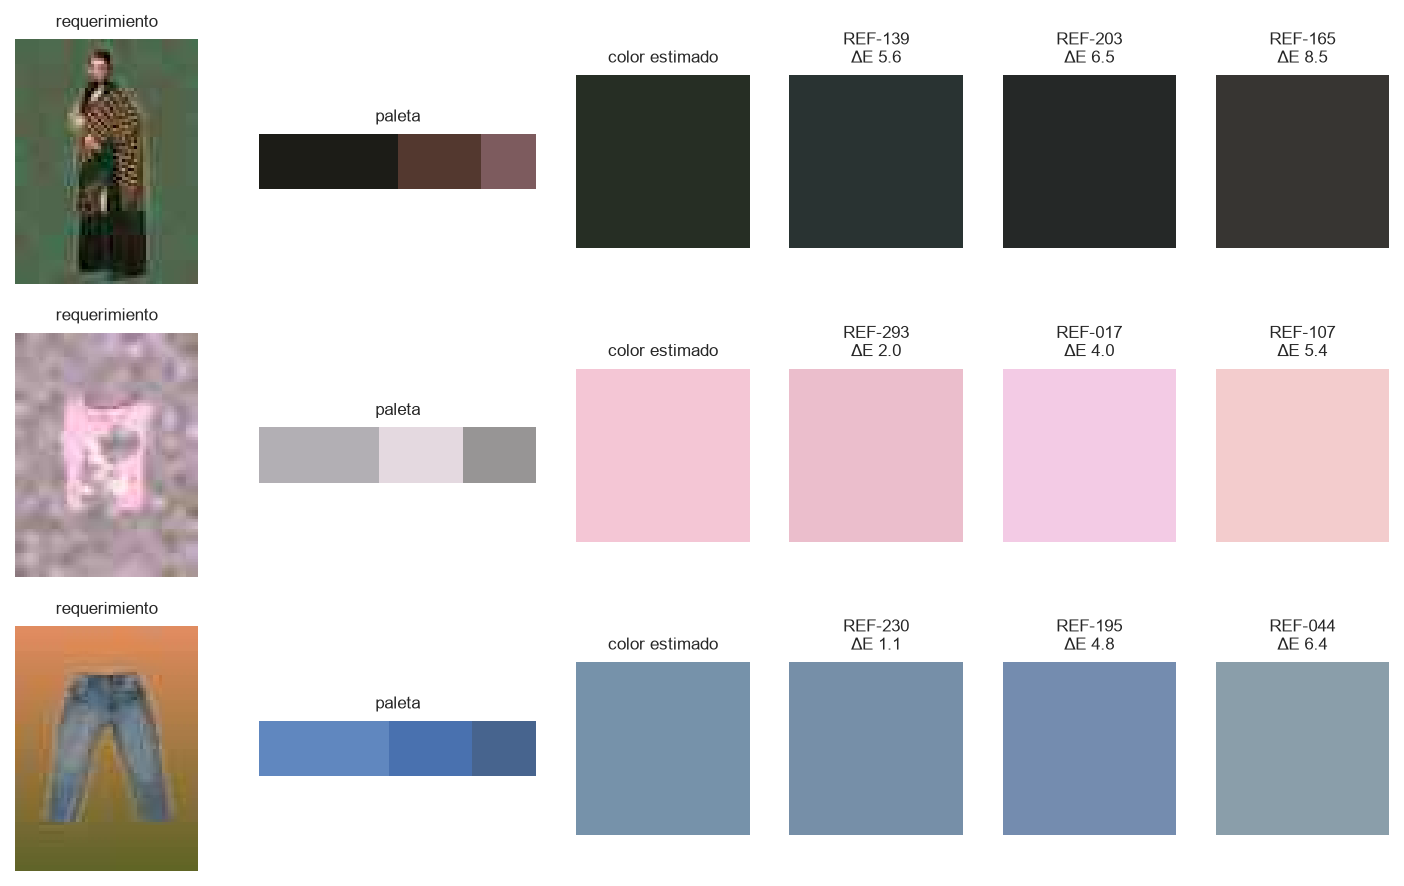 requerimiento
paleta
color estimado
REF-139
ΔE 5.6
REF-203
ΔE 6.5
REF-165
ΔE 8.5
requerimiento
paleta
color estimado
REF-293
ΔE 2.0
REF-017
ΔE 4.0
REF-107
ΔE 5.4
requerimiento
paleta
color estimado
REF-230
ΔE 1.1
REF-195
ΔE 4.8
REF-044
ΔE 6.4